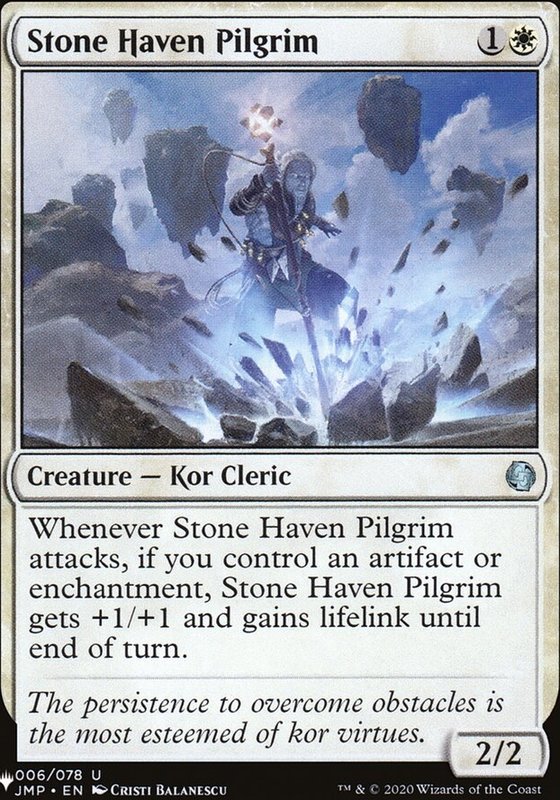 Stone Haven Pilgrim 1
Creature — Kor Cleric
Whenever Stone Haven Pilgrim
attacks, if you control an artifact or
enchantment, Stone Haven Pilgrim
gets +1/+1 and gains lifelink until
end of turn.
The persistence to overcome obstacles is
the most esteemed of kor virtues.
2/2
006/078 U
JMP • EN Cristi Balanescu
™ & © 2020 Wizards of the Coast